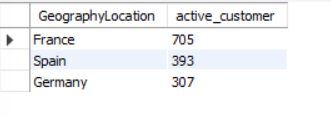 GeographyLocation active_customer
France 705
Spain 393
Germany 307